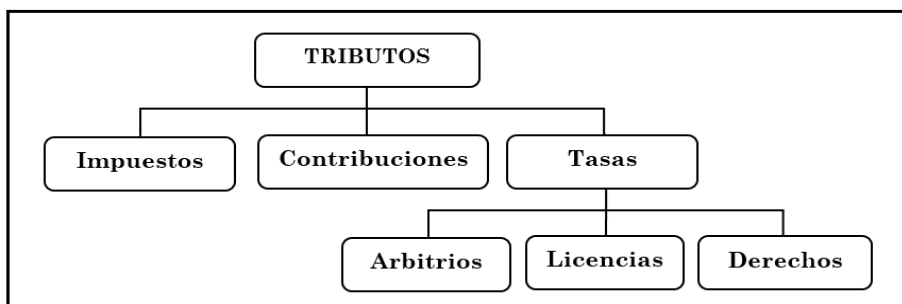 TRIBUTOS
Impuestos
Contribuciones
Tasas
Arbitrios
Licencias
Derechos